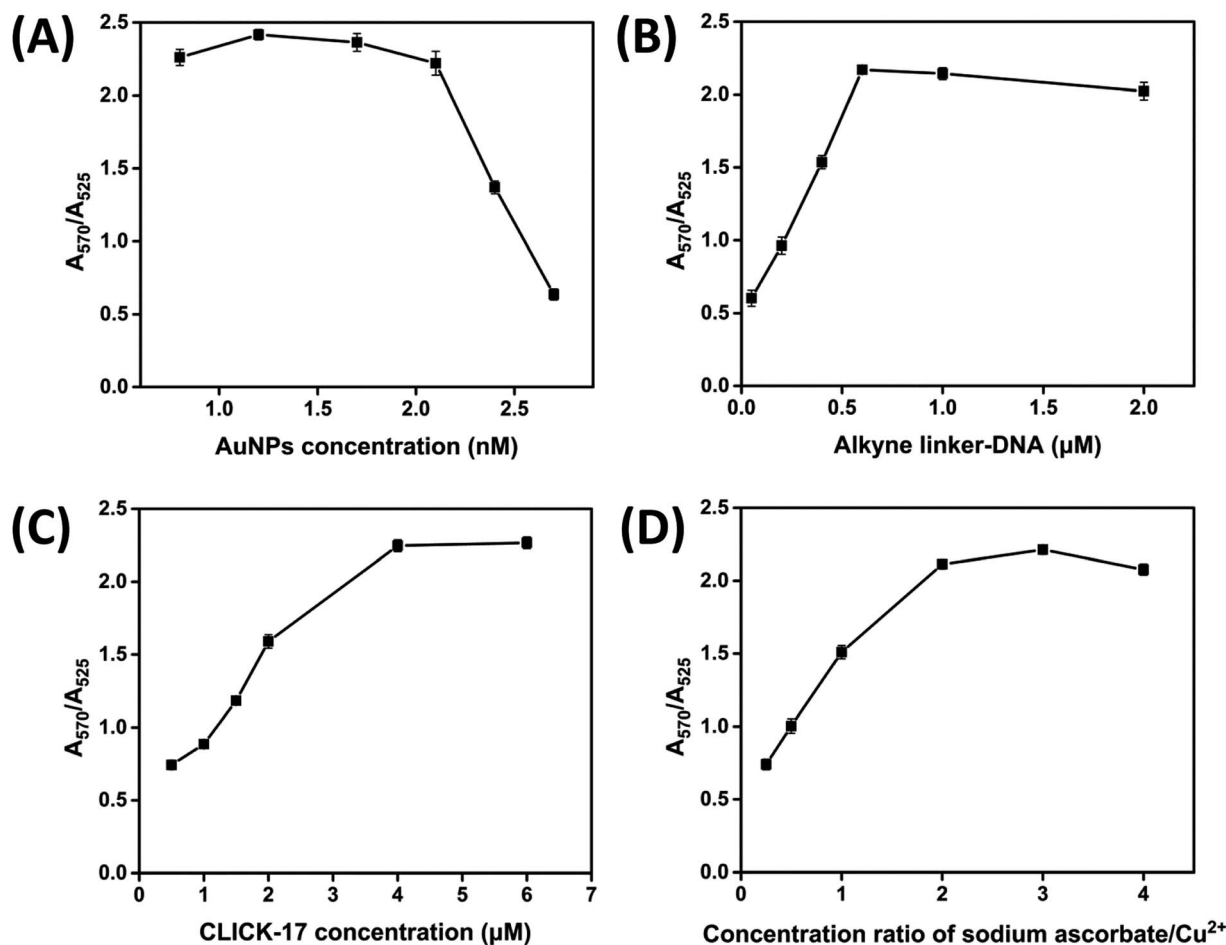 (A)
2.5
2.0
1.5
1.0
0.5
0.0
A570/A525
1.0 1.5 2.0 2.5
AuNPs concentration (nM)
(B)
2.5
2.0
1.5
1.0
0.5
0.0
A570/A525
0.0 0.5 1.0 1.5 2.0
Alkyne linker-DNA (µM)
(C)
2.5
2.0
1.5
1.0
0.5
0.0
A570/A525
0 1 2 3 4 5 6 7
CLICK-17 concentration (µM)
(D)
2.5
2.0
1.5
1.0
0.5
0.0
A570/A525
0 1 2 3 4
Concentration ratio of sodium ascorbate/Cu²⁺